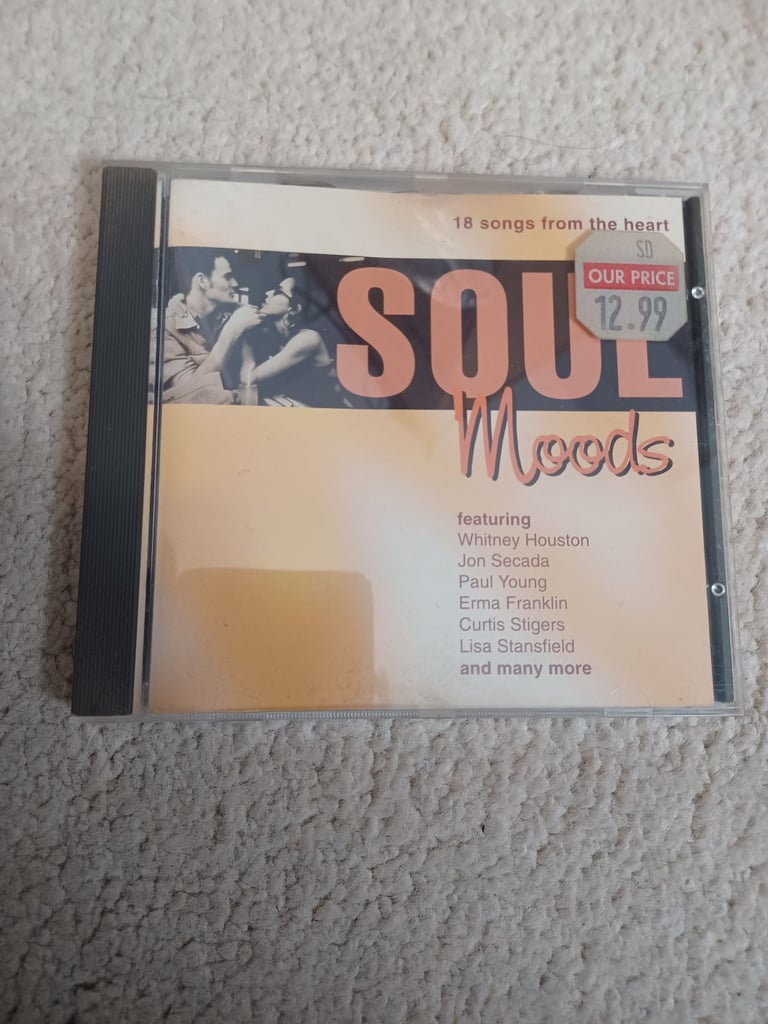 18 songs from the heart
SD
OUR PRICE
12.99
SOUL
Moods
featuring
Whitney Houston
Jon Secada
Paul Young
Erma Franklin
Curtis Stigers
Lisa Stansfield
and many more